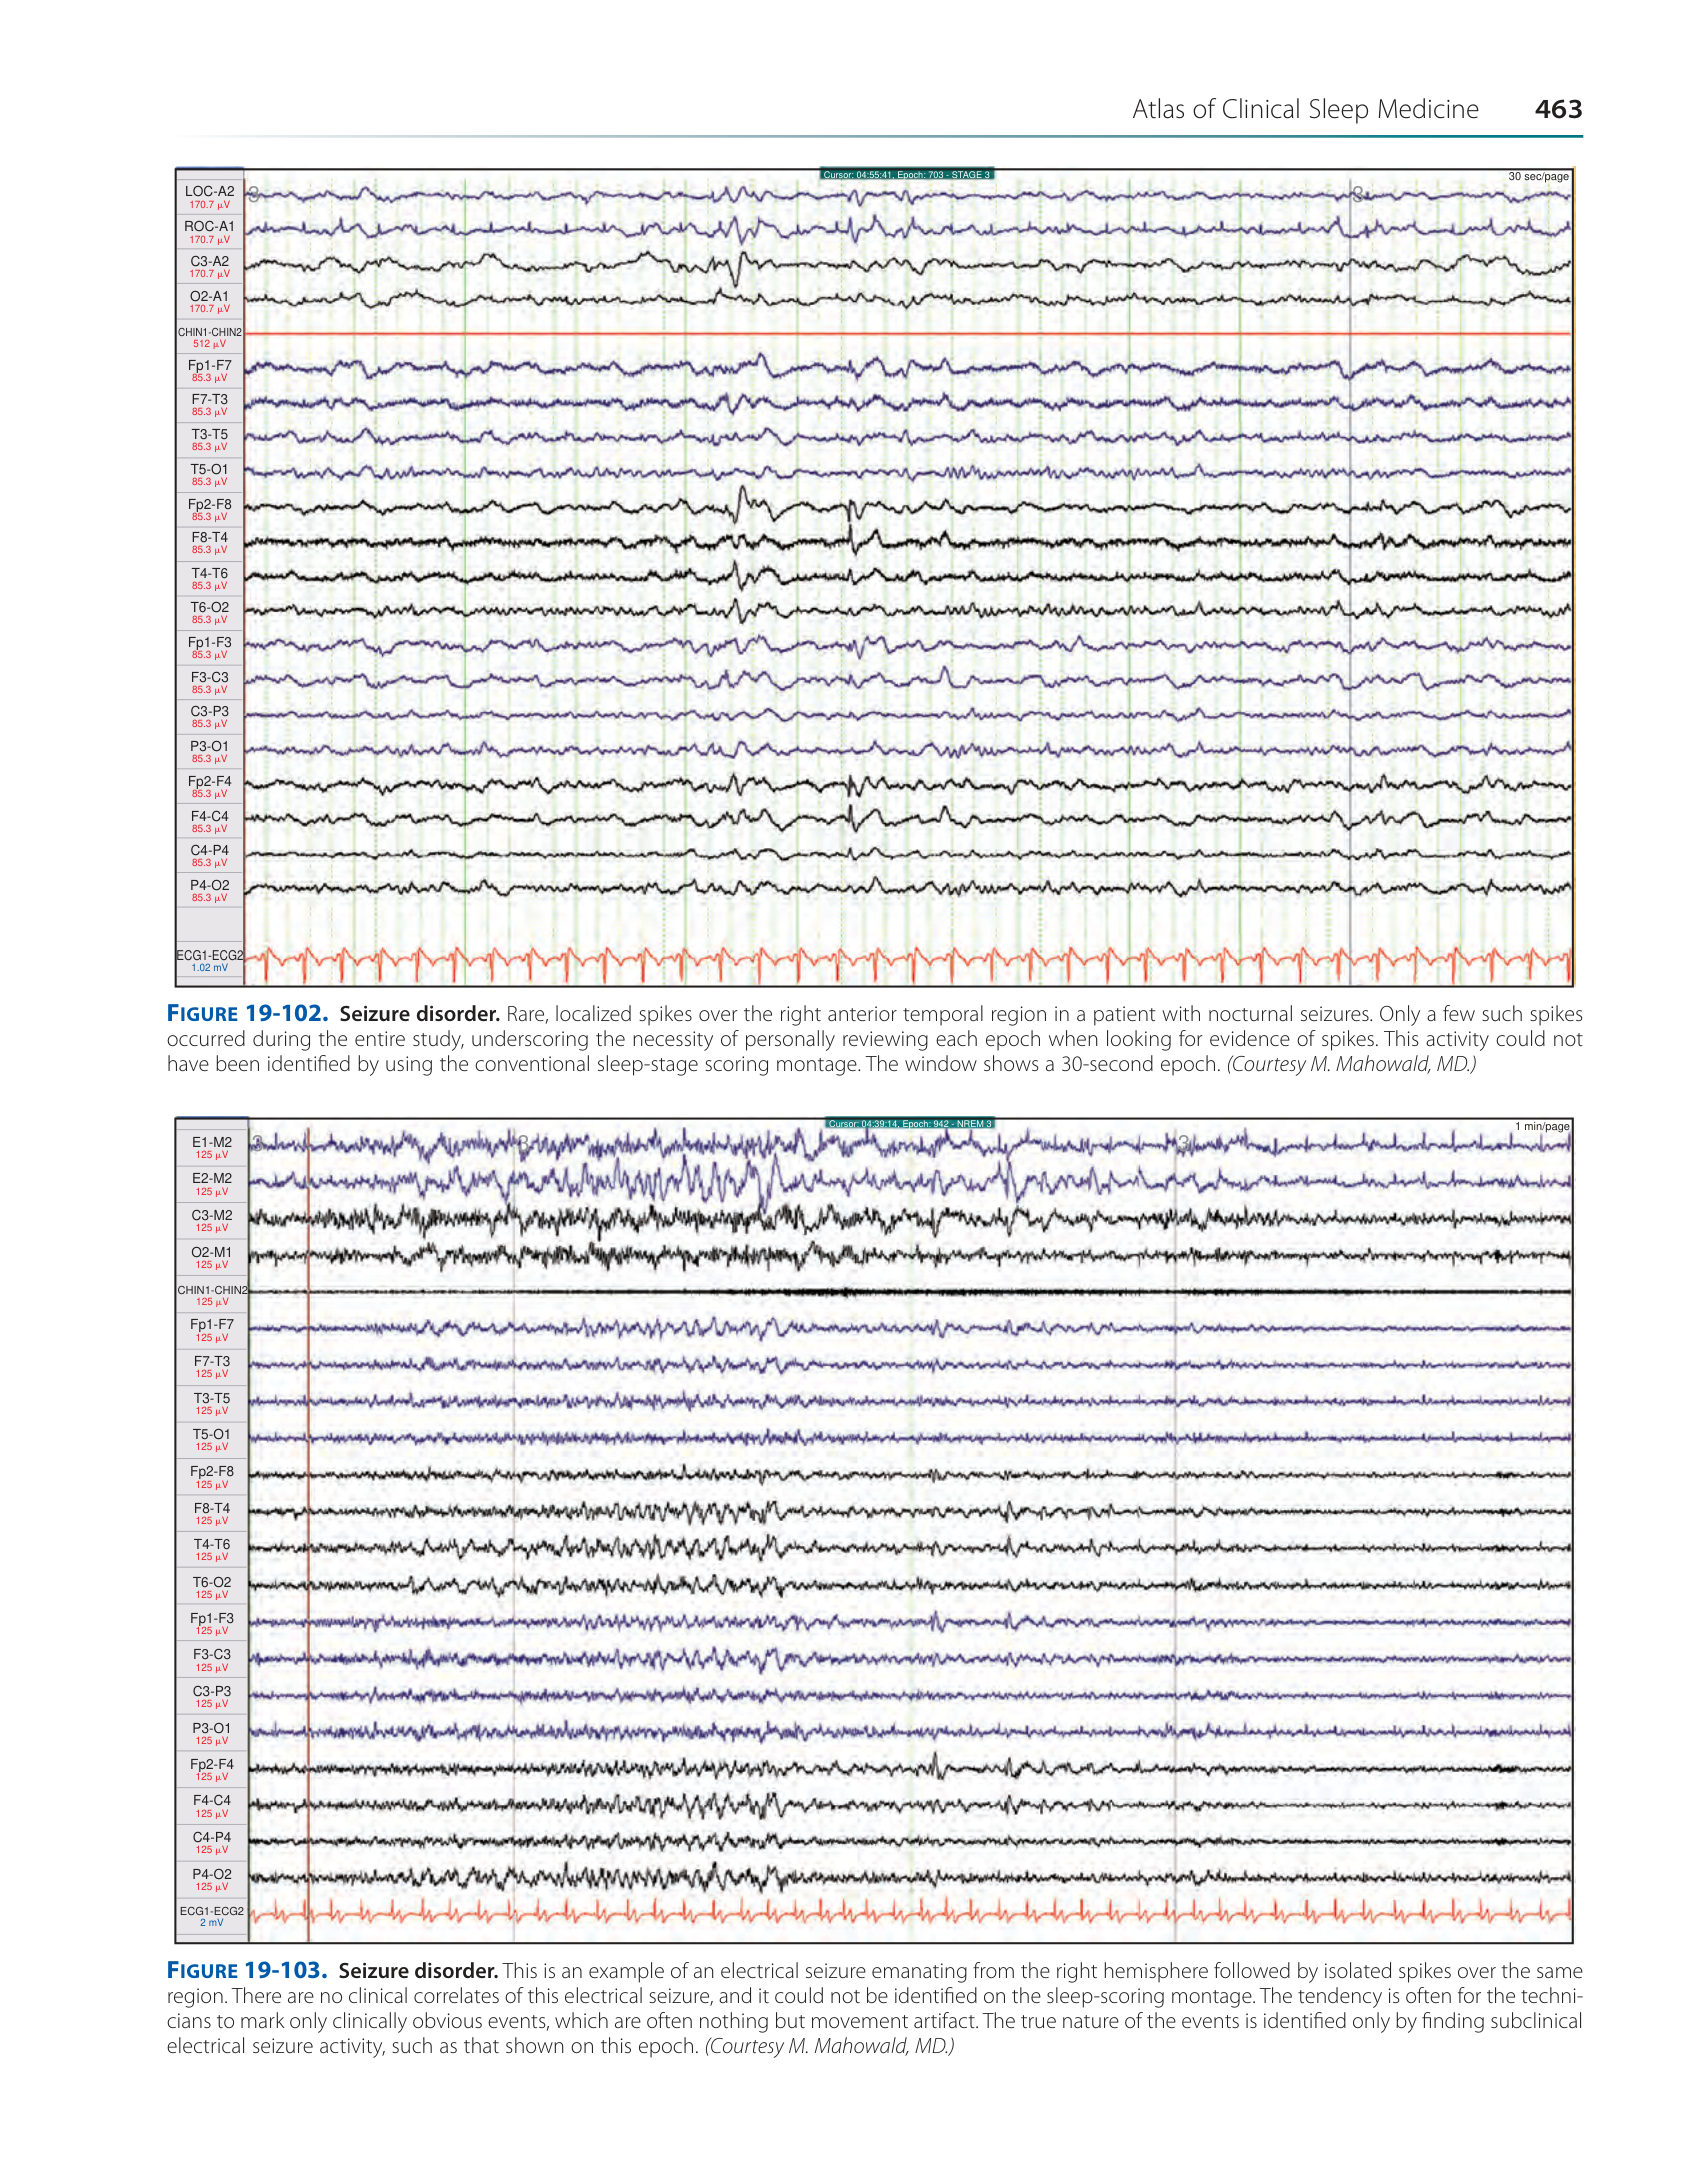 Atlas of Clinical Sleep Medicine 463
Cursor: 04:55:41, Epoch: 703 - STAGE 3
30 sec/page
LOC-A2
170.7 µV
ROC-A1
170.7 µV
C3-A2
170.7 µV
O2-A1
170.7 µV
CHIN1-CHIN2
512 µV
Fp1-F7
85.3 µV
F7-T3
85.3 µV
T3-T5
85.3 µV
T5-O1
85.3 µV
Fp2-F8
85.3 µV
F8-T4
85.3 µV
T4-T6
85.3 µV
T6-O2
85.3 µV
Fp1-F3
85.3 µV
F3-C3
85.3 µV
C3-P3
85.3 µV
P3-O1
85.3 µV
Fp2-F4
85.3 µV
F4-C4
85.3 µV
C4-P4
85.3 µV
P4-O2
85.3 µV
ECG1-ECG2
1.02 mV
3
3
FIGURE 19-102. Seizure disorder. Rare, localized spikes over the right anterior temporal region in a patient with nocturnal seizures. Only a few such spikes
occurred during the entire study, underscoring the necessity of personally reviewing each epoch when looking for evidence of spikes. This activity could not
have been identified by using the conventional sleep-stage scoring montage. The window shows a 30-second epoch. (Courtesy M. Mahowald, MD.)
Cursor: 04:39:14, Epoch: 942 - NREM 3
1 min/page
E1-M2
125 µV
E2-M2
125 µV
C3-M2
125 µV
O2-M1
125 µV
CHIN1-CHIN2
125 µV
Fp1-F7
125 µV
F7-T3
125 µV
T3-T5
125 µV
T5-O1
125 µV
Fp2-F8
125 µV
F8-T4
125 µV
T4-T6
125 µV
T6-O2
125 µV
Fp1-F3
125 µV
F3-C3
125 µV
C3-P3
125 µV
P3-O1
125 µV
Fp2-F4
125 µV
F4-C4
125 µV
C4-P4
125 µV
P4-O2
125 µV
ECG1-ECG2
2 mV
3
3
3
FIGURE 19-103. Seizure disorder. This is an example of an electrical seizure emanating from the right hemisphere followed by isolated spikes over the same
region. There are no clinical correlates of this electrical seizure, and it could not be identified on the sleep-scoring montage. The tendency is often for the techni-
cians to mark only clinically obvious events, which are often nothing but movement artifact. The true nature of the events is identified only by finding subclinical
electrical seizure activity, such as that shown on this epoch. (Courtesy M. Mahowald, MD.)